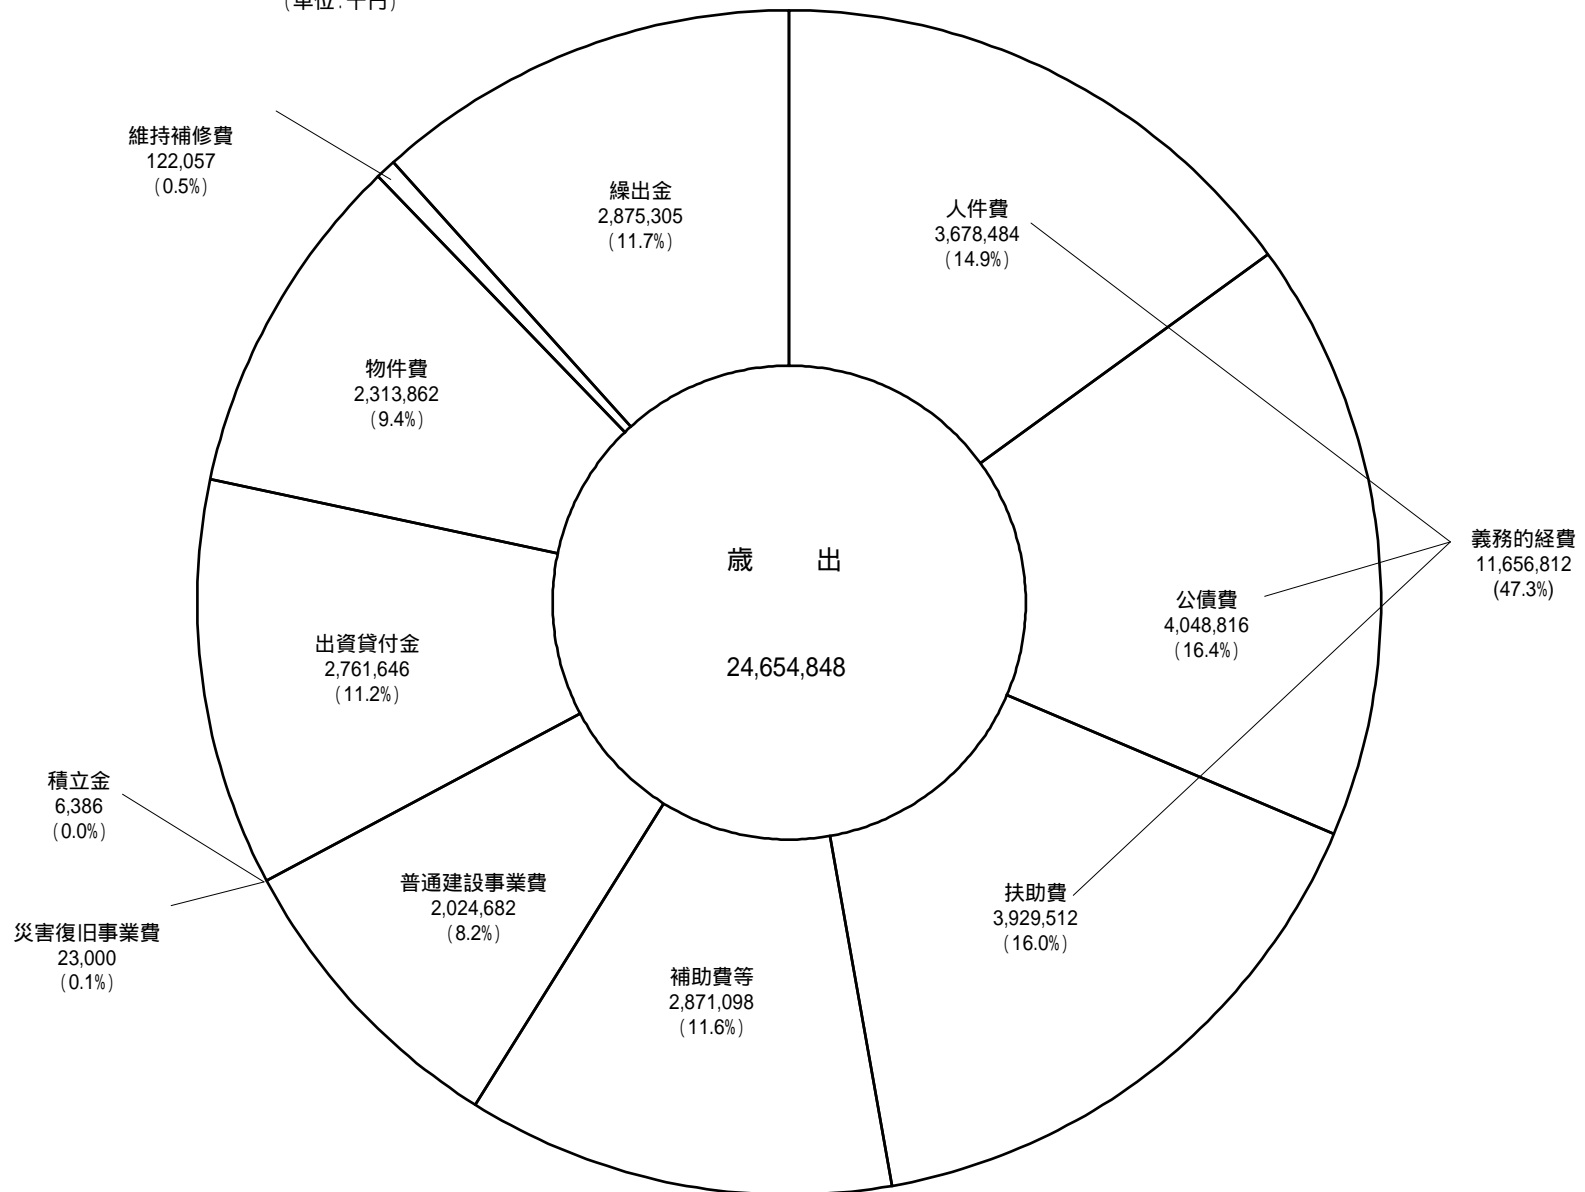 (単位:千円)
繰出金
2,875,305
(11.7%)
人件費
3,678,484
(14.9%)
維持補修費
122,057
(0.5%)
物件費
2,313,862
(9.4%)
歳 出
24,654,848
義務的経費
11,656,812
(47.3%)
公債費
4,048,816
(16.4%)
出資貸付金
2,761,646
(11.2%)
積立金
6,386
(0.0%)
災害復旧事業費
23,000
(0.1%)
普通建設事業費
2,024,682
(8.2%)
扶助費
3,929,512
(16.0%)
補助費等
2,871,098
(11.6%)